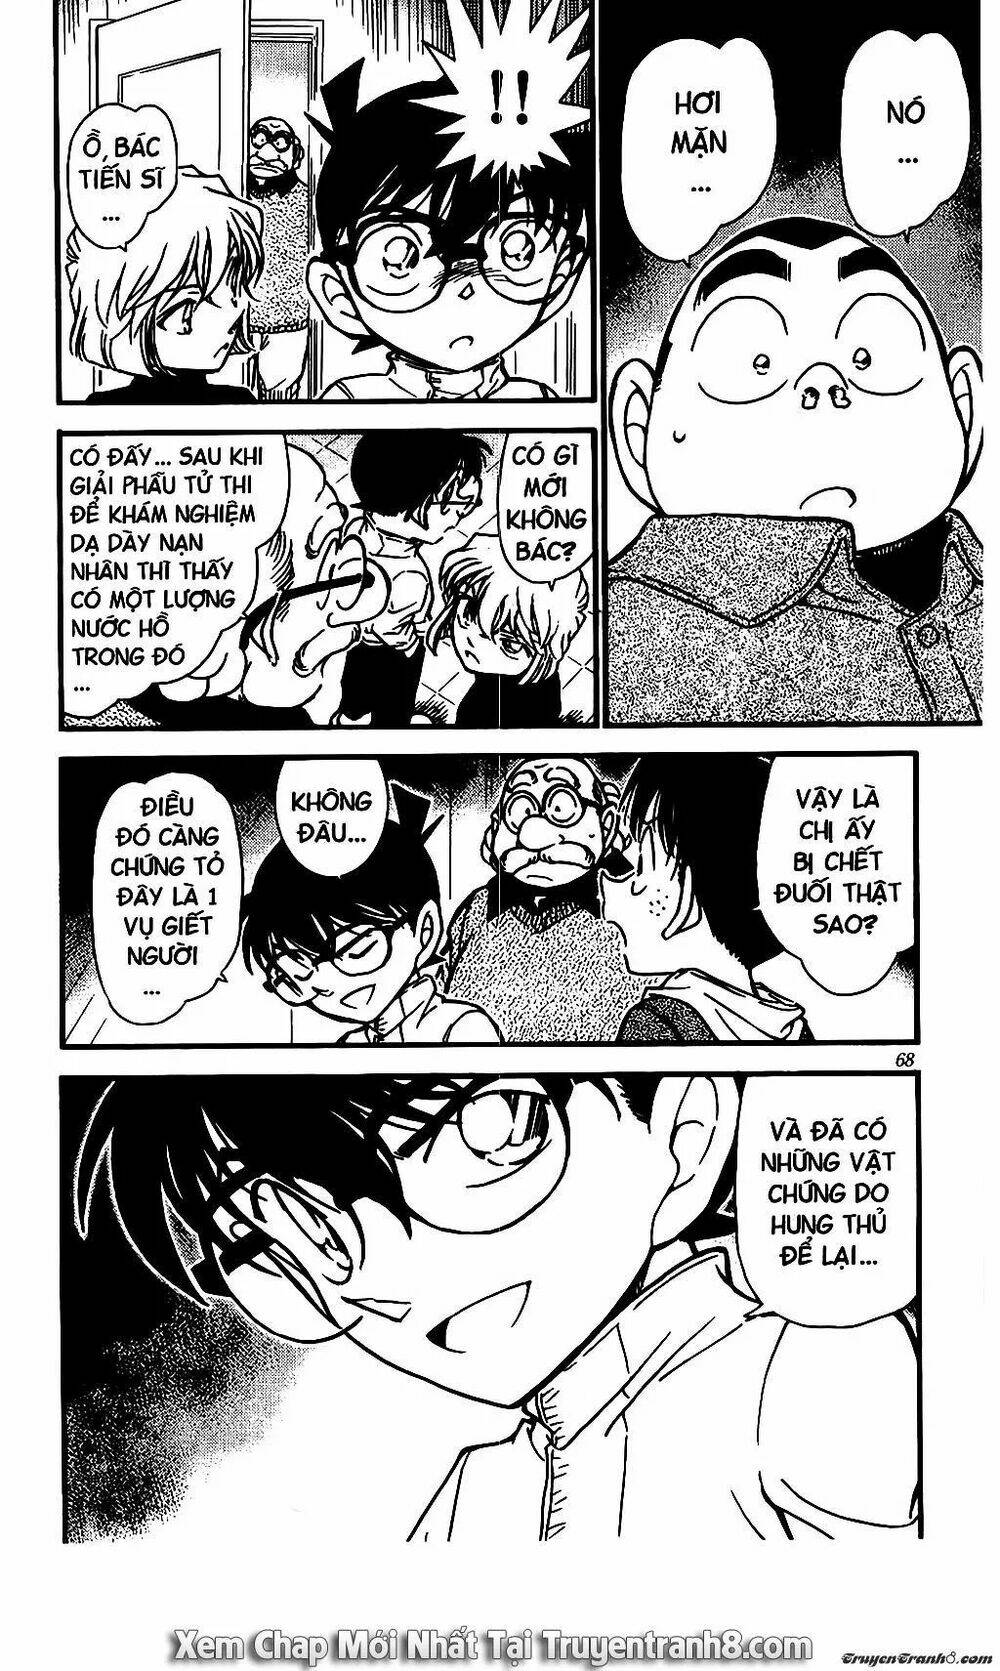 NÓ
...
HƠI
MẶN
...
!!
Ồ, BÁC
TIẾN SĨ
...
CÓ GÌ
MỚI
KHÔNG
BÁC?
CÓ ĐẤY... SAU KHI
GIẢI PHẪU TỬ THI
ĐỂ KHÁM NGHIỆM
DẠ DẦY NẠN
NHÂN THÌ THẤY
CÓ MỘT LƯỢNG
NƯỚC HỒ
TRONG ĐÓ
...
VẬY LÀ
CHỊ ẤY
BỊ CHẾT
ĐUỐI THẬT
SAO?
KHÔNG
ĐÂU...
ĐIỀU
ĐÓ CÀNG
CHỨNG TỎ
ĐÂY LÀ 1
VỤ GIẾT
NGƯỜI
...
68
VÀ ĐÃ CÓ
NHỮNG VẬT
CHỨNG DO
HUNG THỦ
ĐỂ LẠI...
Xem Chap Mới Nhất Tại Truyentranh8.com
TruyenTranh8.com